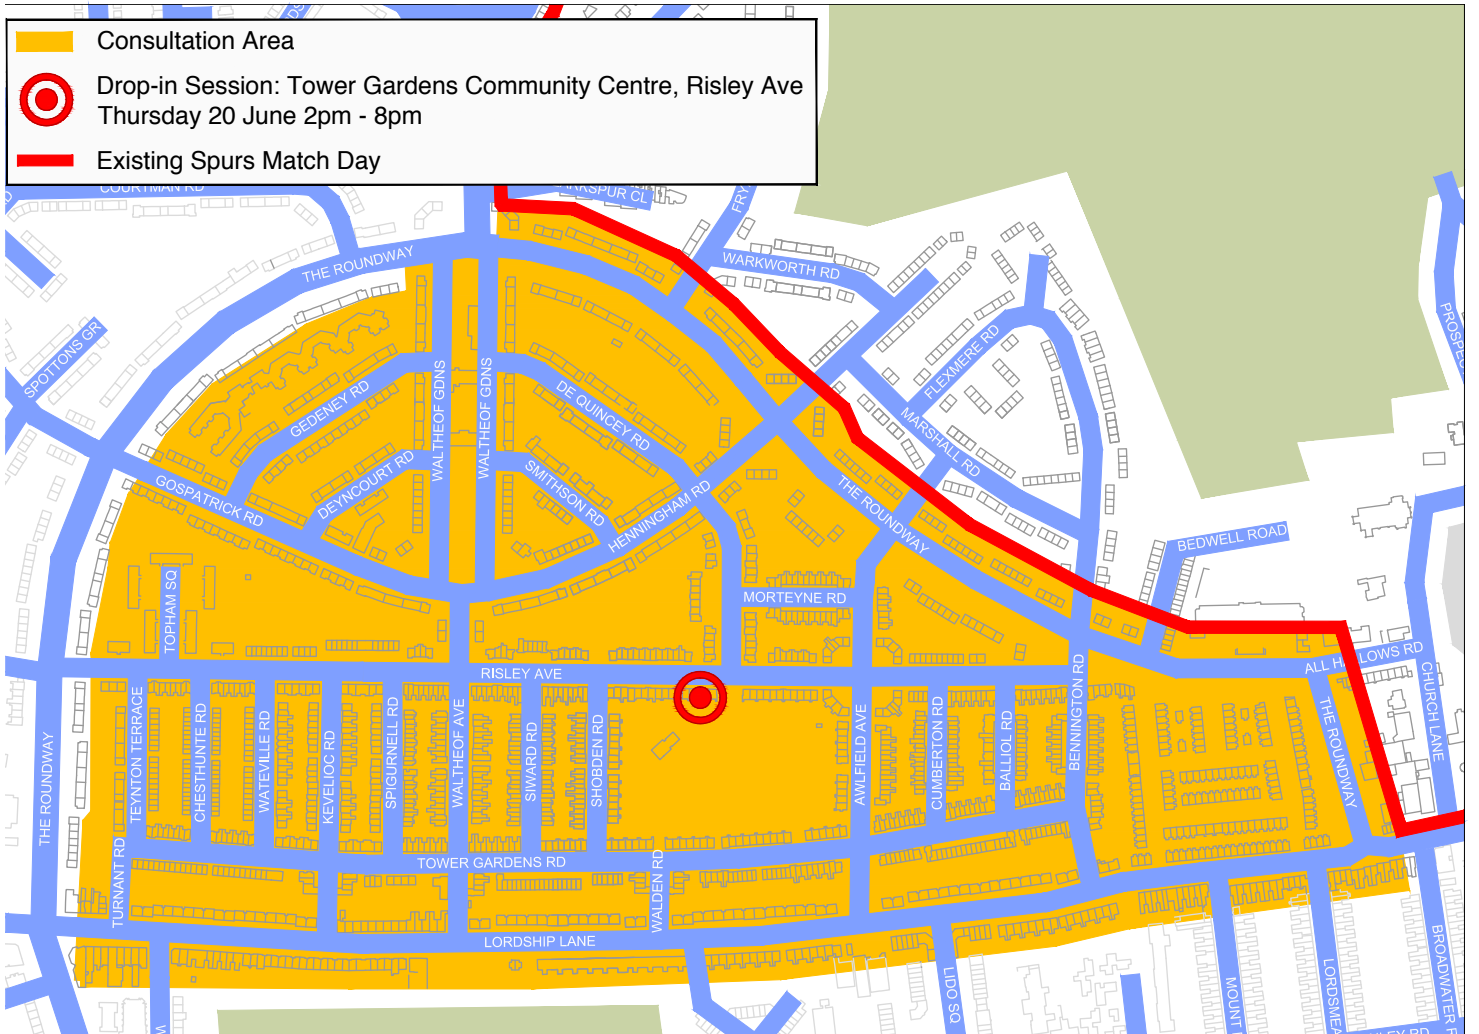 Consultation Area
Drop-in Session: Tower Gardens Community Centre, Risley Ave
Thursday 20 June 2pm - 8pm
Existing Spurs Match Day
COURTMAN RD
THE ROUNDWAY
WARKWORTH RD
SPOTTONS GR
GEDENEY RD
WALTHEOF GDNS
WALTHEOF GDNS
DE QUINCEY RD
FLEXMERE RD
MARSHALL RD
DEYNCOURT RD
SMITHSON RD
GOSPATRICK RD
HENNINGHAM RD
THE ROUNDWAY
BEDWELL ROAD
TOPHAM SQ
MORTEYNE RD
RISLEY AVE
ALL HALLOWS RD
CHURCH LANE
BENNINGTON RD
THE ROUNDWAY
THE ROUNDWAY
TEYNTON TERRACE
CHESTHUNTE RD
WATEVILLE RD
KEVELIOC RD
SPIGURNELL RD
WALTHEOF AVE
SIWARD RD
SHOBDEN RD
AWLFIELD AVE
CUMBERTON RD
BALLIOL RD
TURNANT RD
TOWER GARDENS RD
WALDEN RD
LORDSHIP LANE
LIDO SQ
MOUNT
LORDSMEA
BROADWATER R